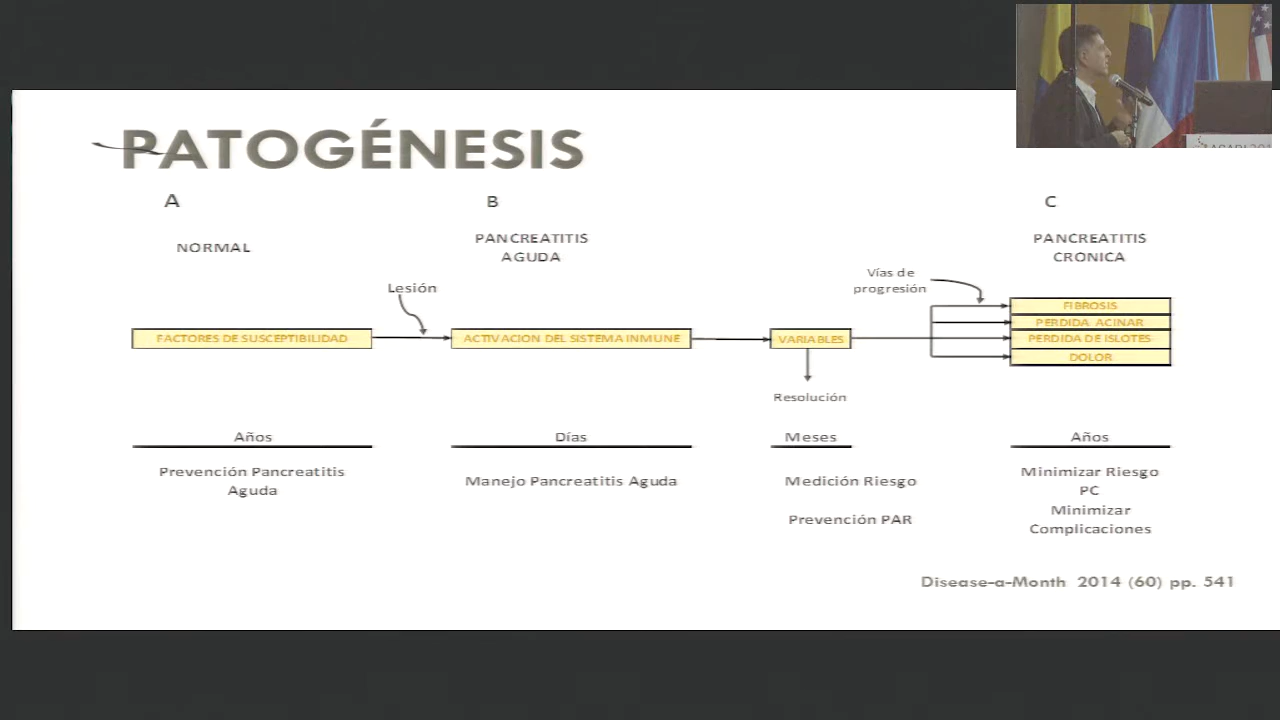 PATOGÉNESIS
A
B
C
NORMAL
PANCREATITIS
AGUDA
PANCREATITIS
CRONICA
Lesión
Vías de
progresión
FACTORES DE SUSCEPTIBILIDAD
ACTIVACION DEL SISTEMA INMUNE
VARIABLES
FIBROSIS
PERDIDA ACINAR
PERDIDA DE ISLOTES
DOLOR
Resolución
Años
Días
Meses
Años
Prevención Pancreatitis
Aguda
Manejo Pancreatitis Aguda
Medición Riesgo
Prevención PAR
Minimizar Riesgo
PC
Minimizar
Complicaciones
Disease-a-Month 2014 (60) pp. 541